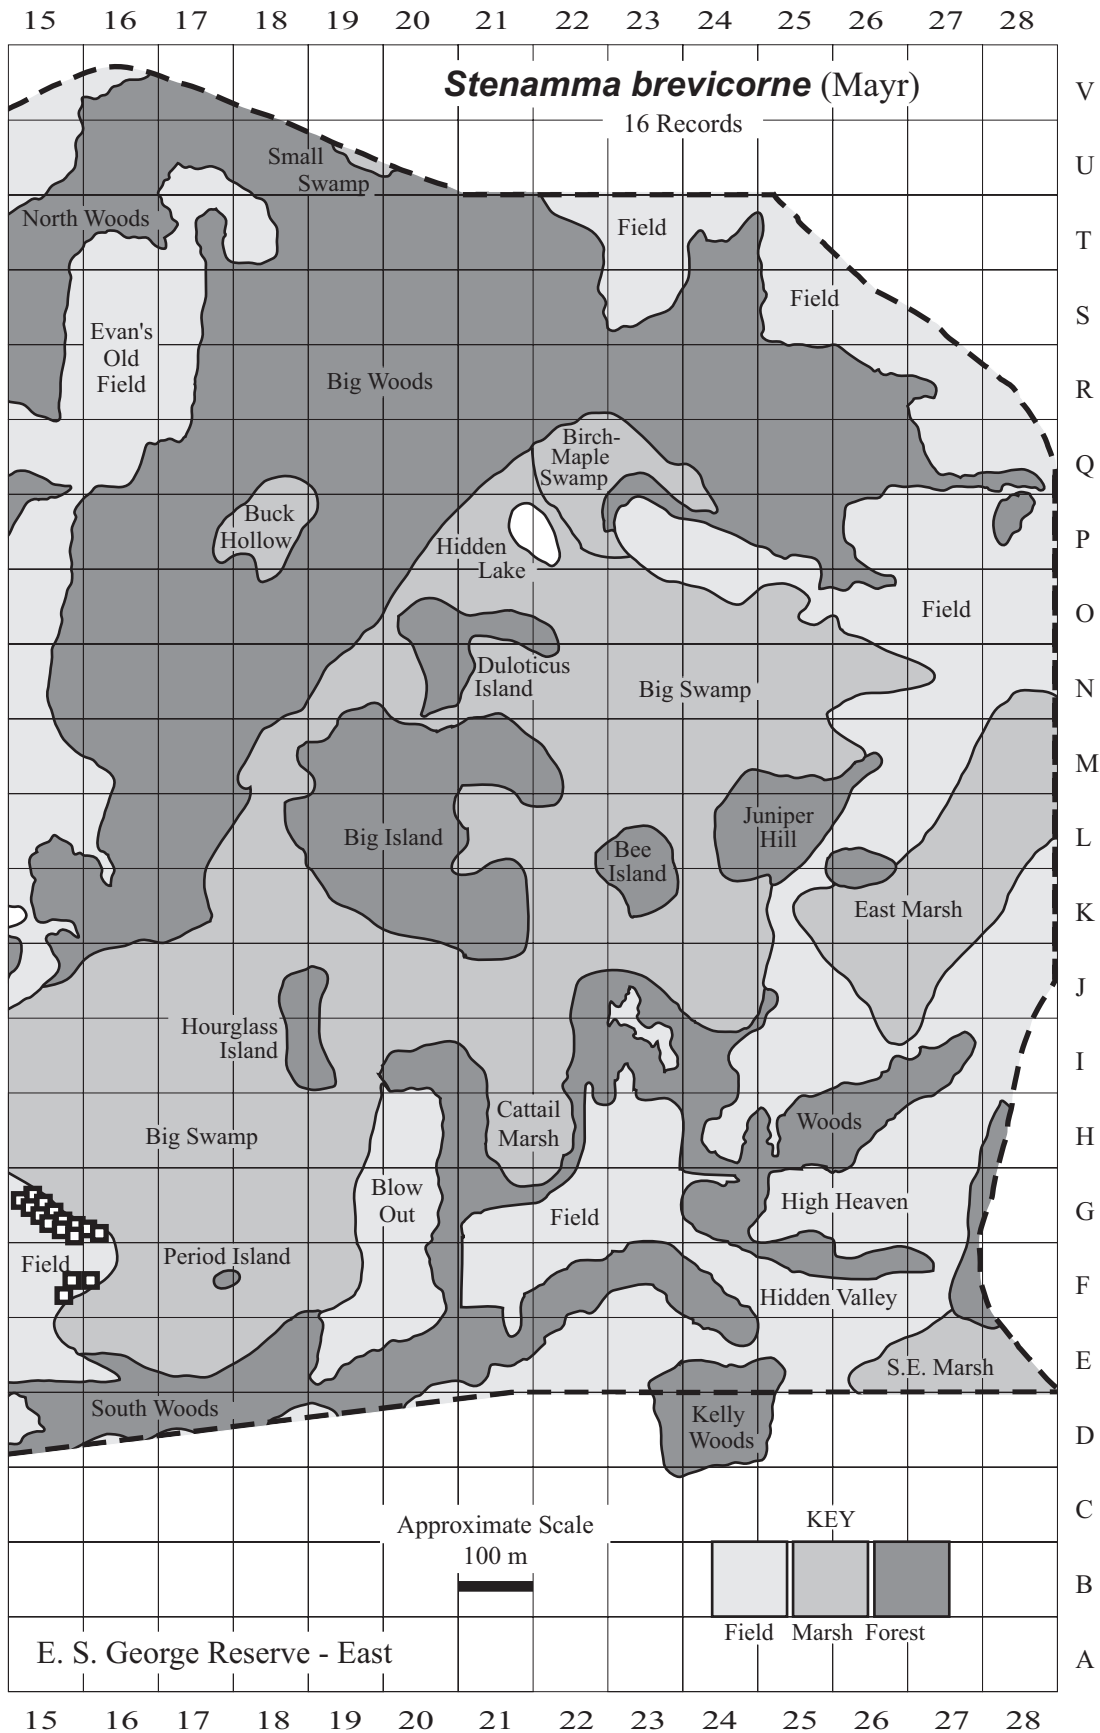 15 16 17 18 19 20 21 22 23 24 25 26 27 28
Stenamma brevicorne (Mayr)
16 Records
V
U
T
S
R
Q
P
O
N
M
L
K
J
I
H
G
F
E
D
C
B
A
Small
Swamp
North Woods
Field
Field
Evan's
Old
Field
Big Woods
Birch-
Maple
Swamp
Buck
Hollow
Hidden
Lake
Field
Duloticus
Island
Big Swamp
Big Island
Juniper
Hill
Bee
Island
East Marsh
Hourglass
Island
Cattail
Marsh
Woods
Big Swamp
Blow
Out
Field
High Heaven
Field
Period Island
Hidden Valley
S.E. Marsh
South Woods
Kelly
Woods
Approximate Scale
100 m
KEY
Field Marsh Forest
E. S. George Reserve - East
15 16 17 18 19 20 21 22 23 24 25 26 27 28